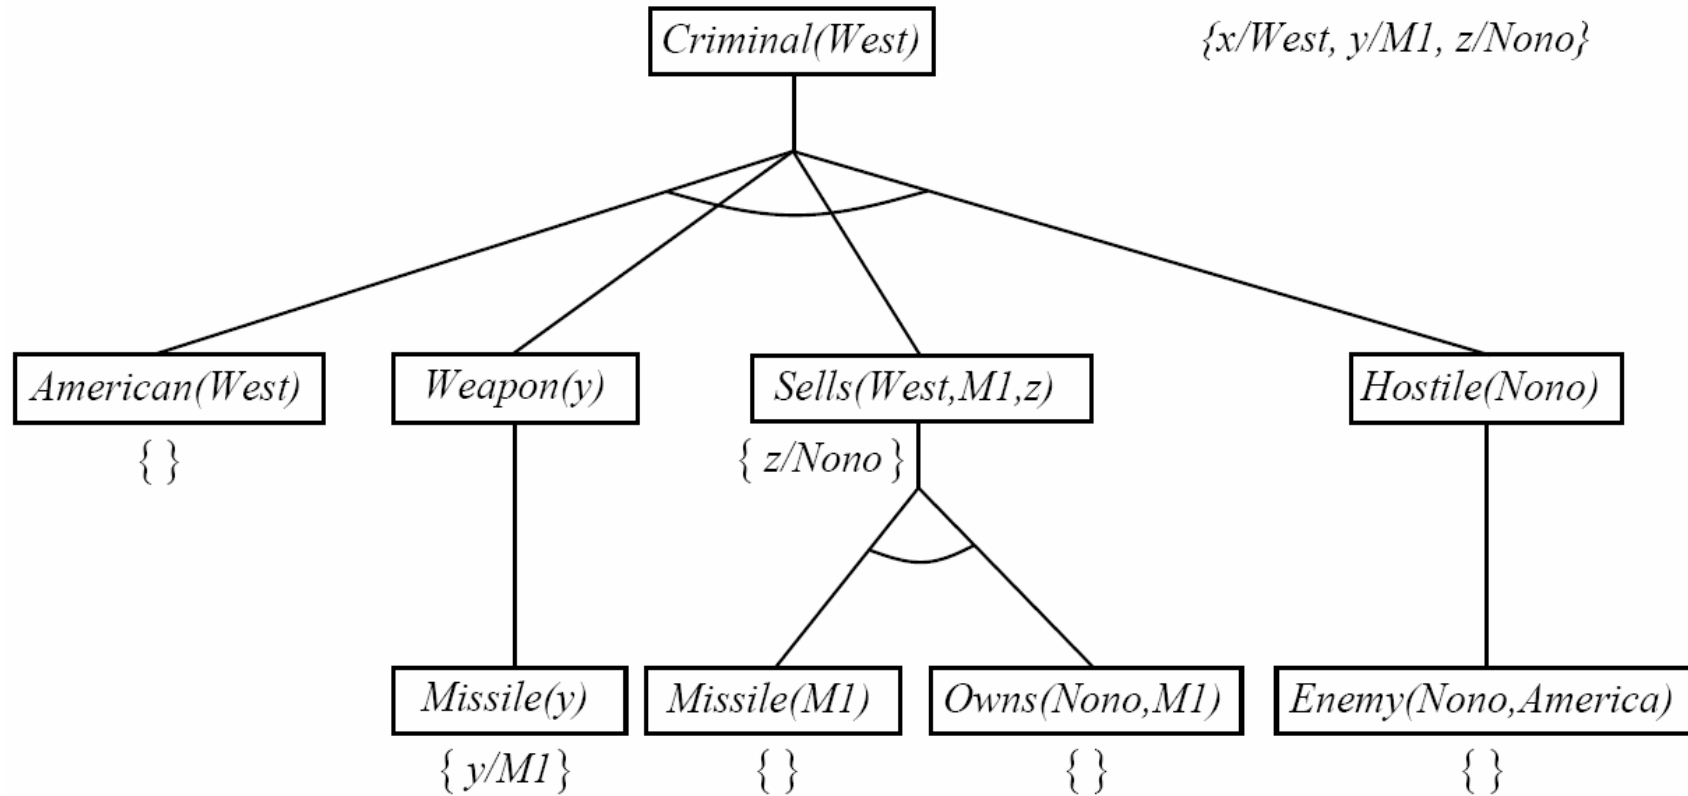 Criminal(West)
{x/West, y/M1, z/Nono}
American(West)
Weapon(y)
Sells(West,M1,z)
Hostile(Nono)
{ }
{ z/Nono }
Missile(y)
Missile(M1)
Owns(Nono,M1)
Enemy(Nono,America)
{ y/M1 }
{ }
{ }
{ }